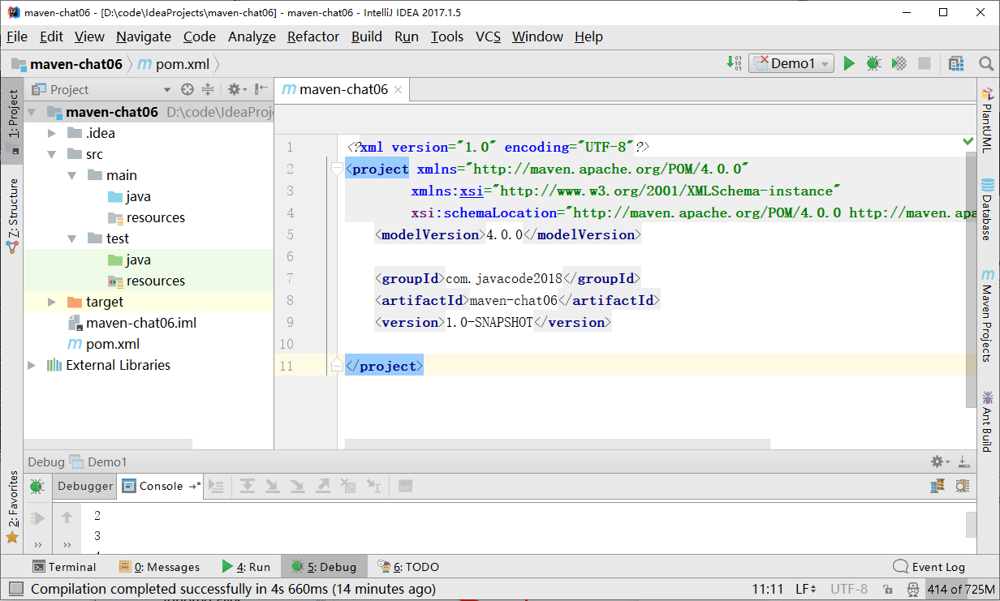 maven-chat06 - [D:\code\IdeaProjects\maven-chat06] - maven-chat06 - IntelliJ IDEA 2017.1.5
File Edit View Navigate Code Analyze Refactor Build Run Tools VCS Window Help
maven-chat06 pom.xml Demo1
Project
maven-chat06
1: Project
Z: Structure
2: Favorites
maven-chat06 D:\code\IdeaProj
.idea
src
main
java
resources
test
java
resources
target
maven-chat06.iml
pom.xml
External Libraries
1 <?xml version="1.0" encoding="UTF-8"?>
2 <project xmlns="http://maven.apache.org/POM/4.0.0"
3 xmlns:xsi="http://www.w3.org/2001/XMLSchema-instance"
4 xsi:schemaLocation="http://maven.apache.org/POM/4.0.0 http://maven.apa
5 <modelVersion>4.0.0</modelVersion>
6
7 <groupId>com.javacode2018</groupId>
8 <artifactId>maven-chat06</artifactId>
9 <version>1.0-SNAPSHOT</version>
10
11 </project>
PlantUML
Database
Maven Projects
Ant Build
Debug Demo1
Debugger Console
2
3
Terminal 0: Messages 4: Run 5: Debug 6: TODO Event Log
Compilation completed successfully in 4s 660ms (14 minutes ago) 11:11 LF UTF-8 414 of 725M